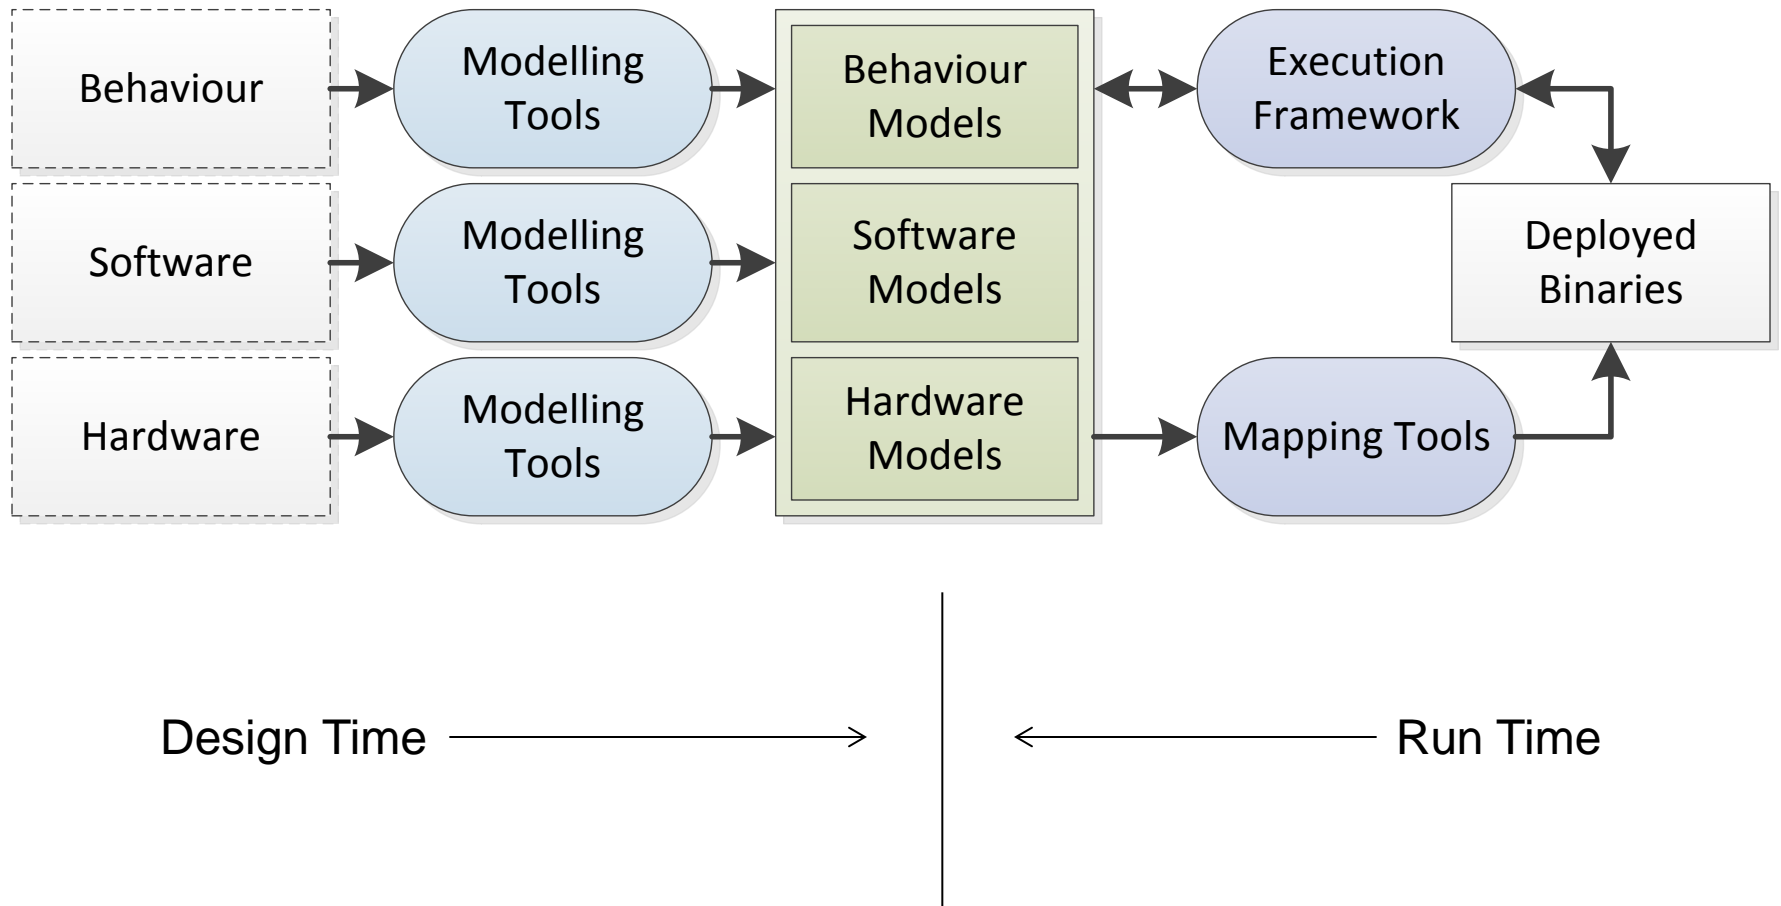 Behaviour
Modelling
Tools
Behaviour
Models
Execution
Framework
Software
Modelling
Tools
Software
Models
Deployed
Binaries
Hardware
Modelling
Tools
Hardware
Models
Mapping Tools
Design Time
Run Time